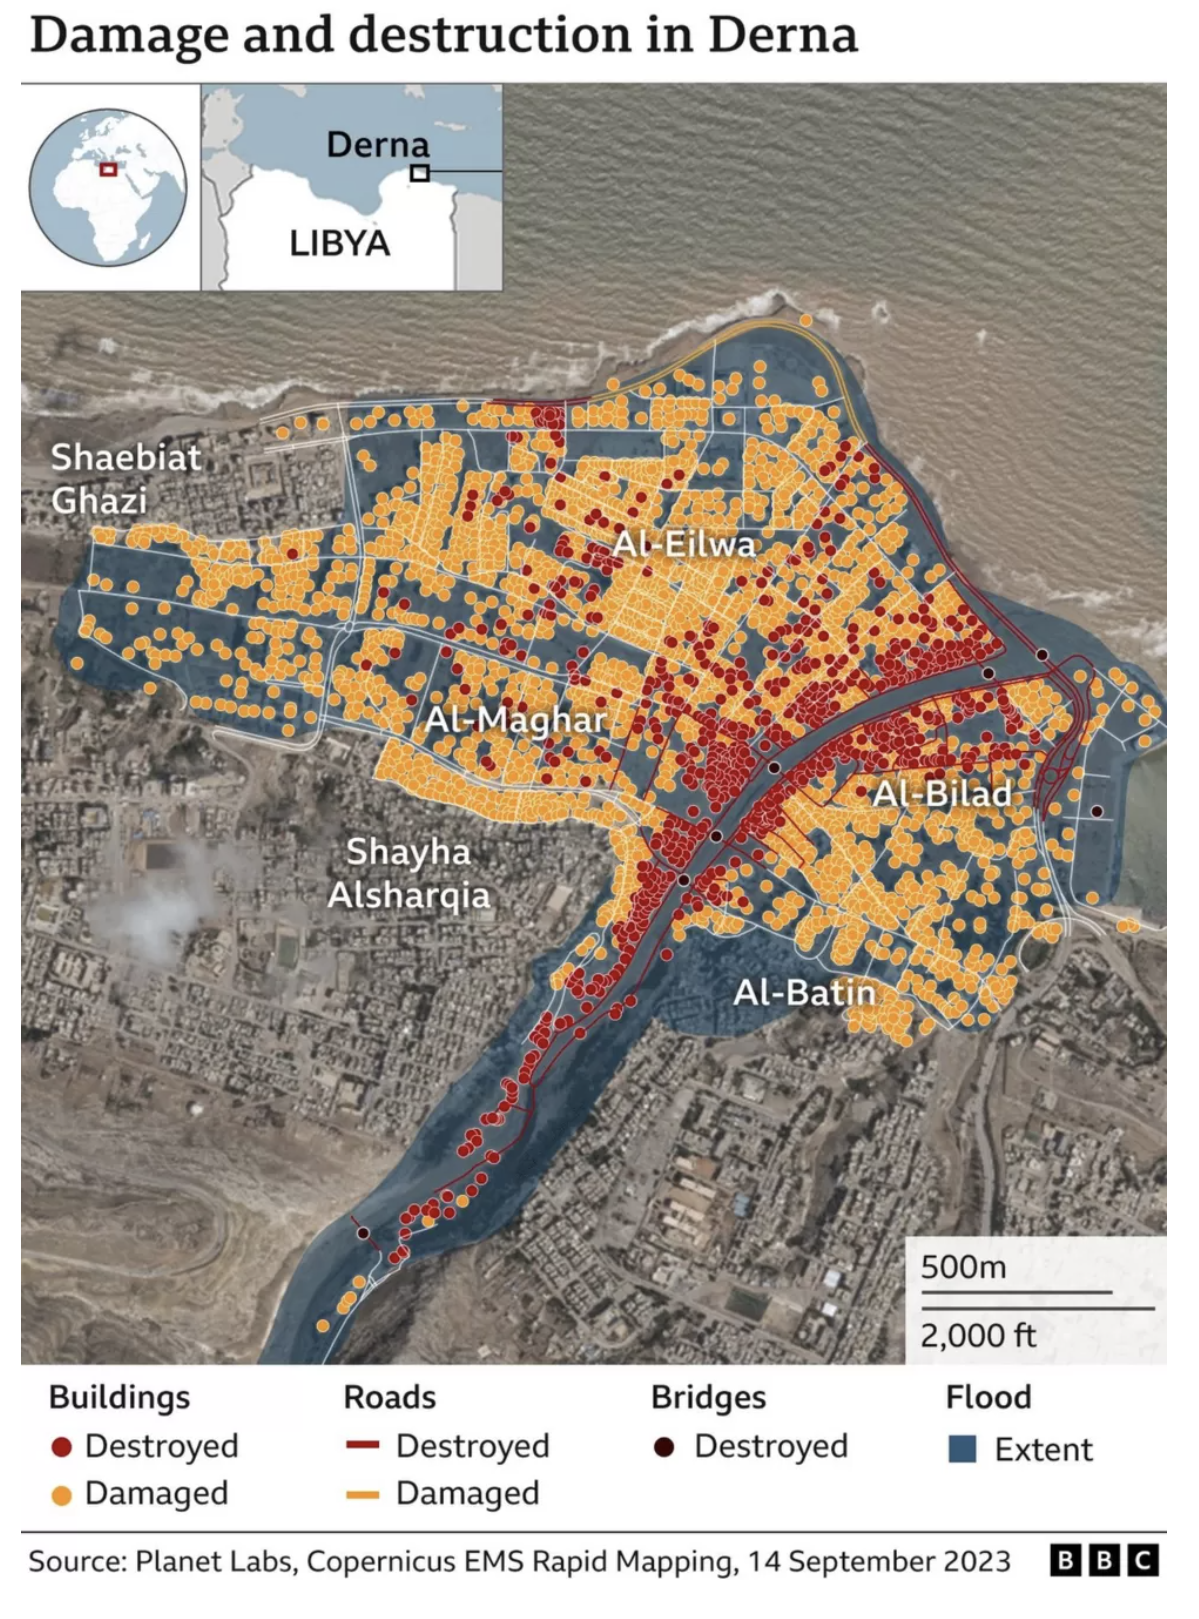 Damage and destruction in Derna
Derna
LIBYA
Shaebiat
Ghazi
Al-Eilwa
Al-Maghar
Al-Bilad
Shayha
Alsharqia
Al-Batin
500m
2,000 ft
Buildings
Destroyed
Damaged
Roads
Destroyed
Damaged
Bridges
Destroyed
Flood
Extent
Source: Planet Labs, Copernicus EMS Rapid Mapping, 14 September 2023
BBC